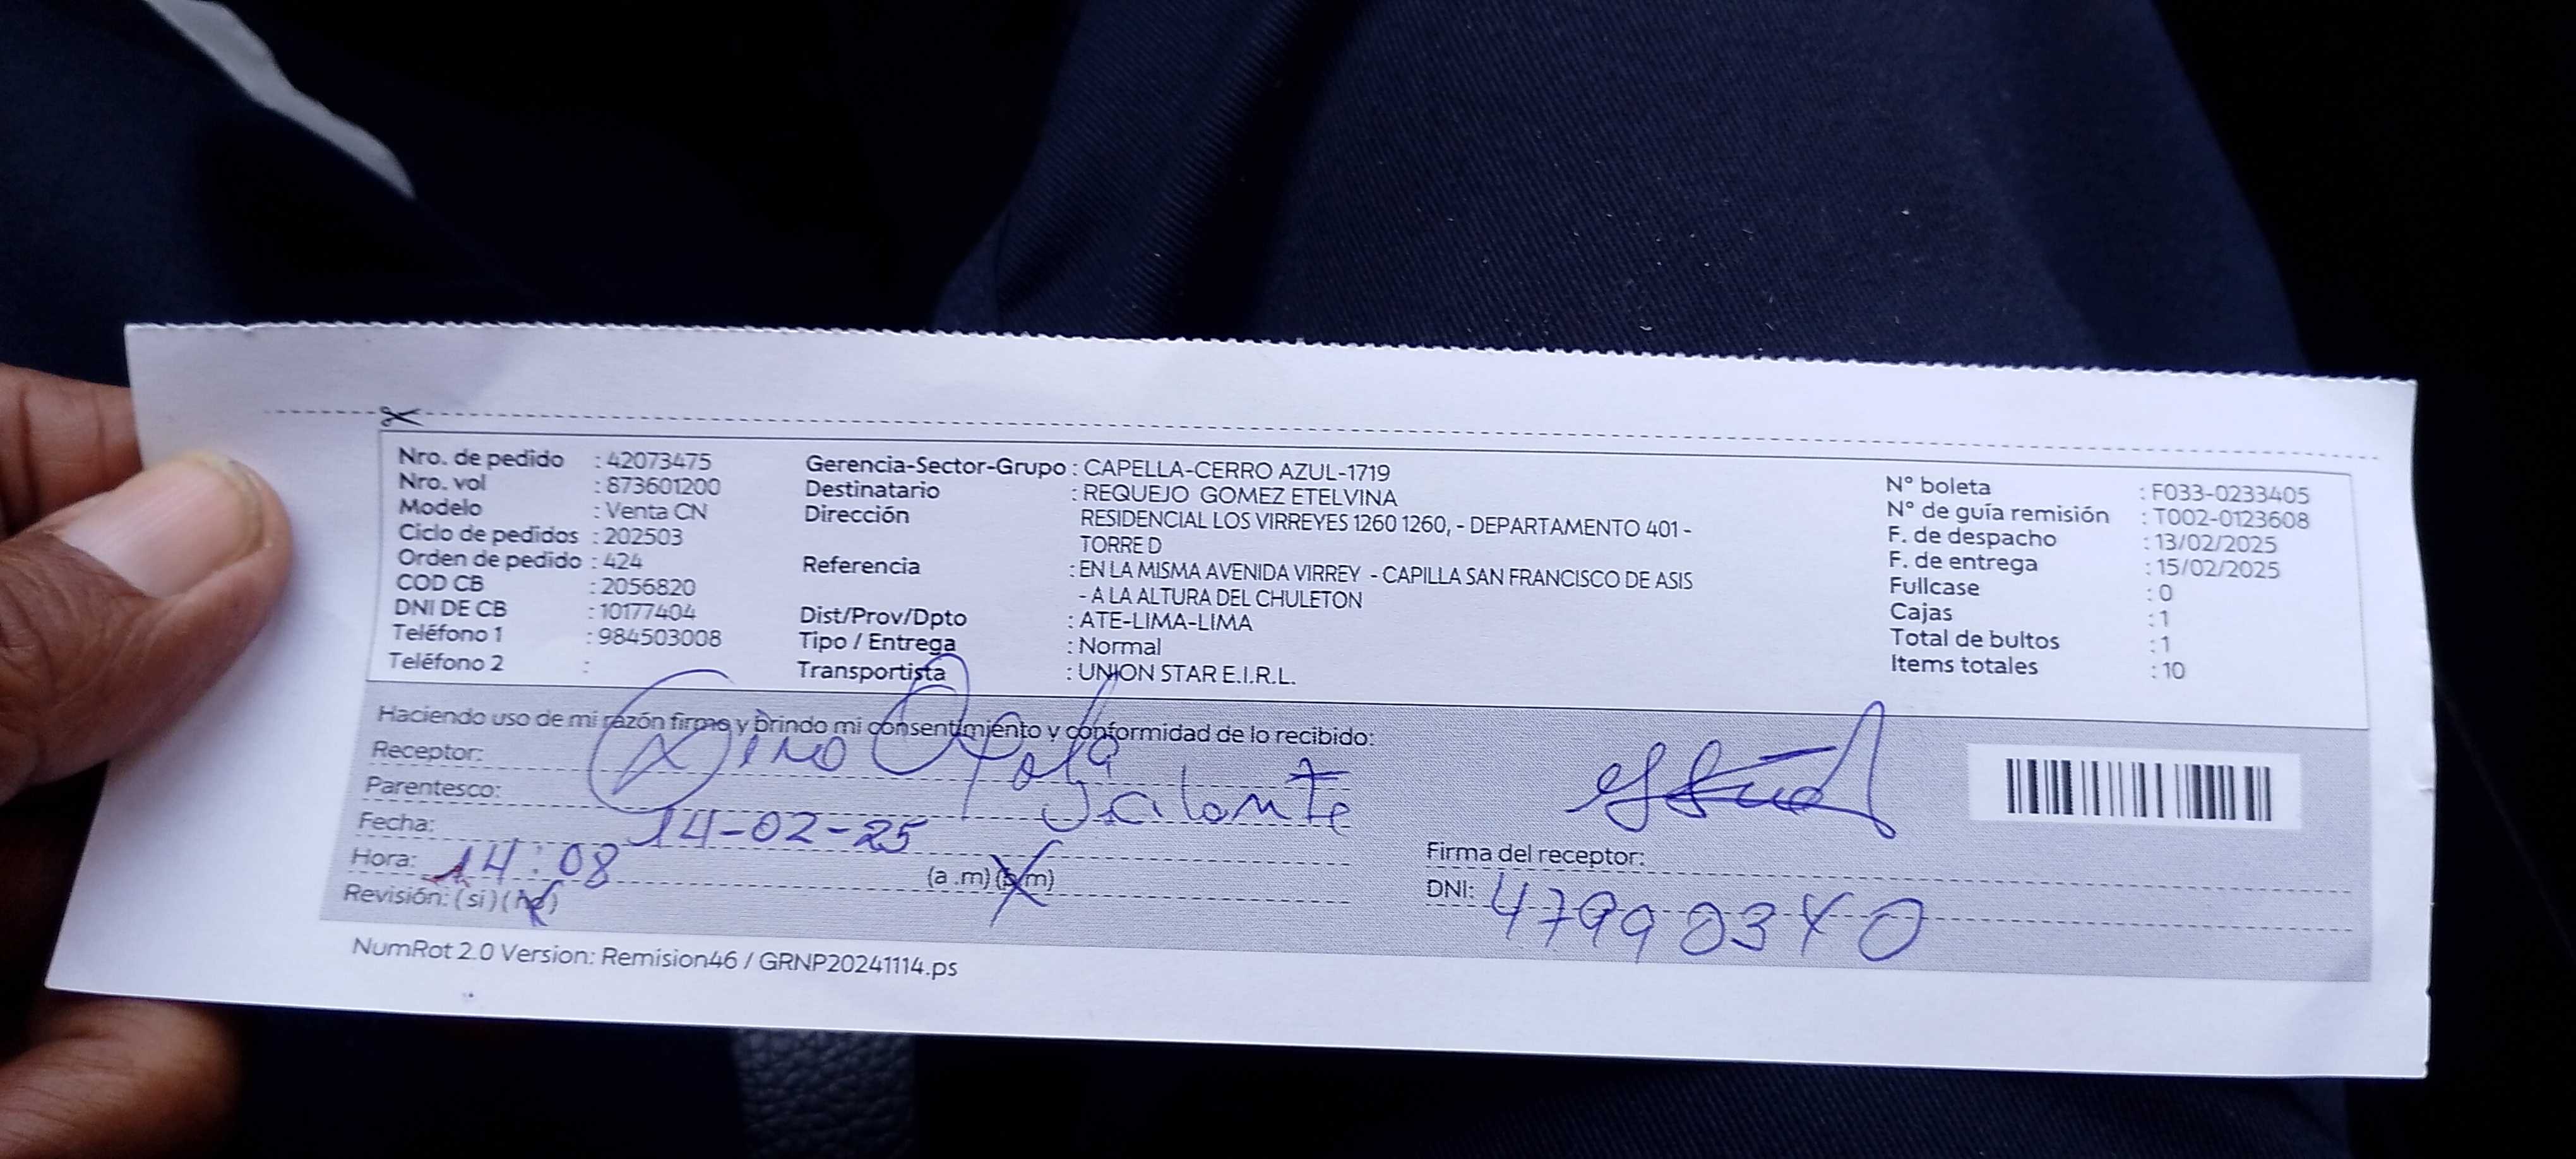 Nro. de pedido : 42073475
Nro. vol : 873601200
Modelo : Venta CN
Ciclo de pedidos : 202503
Orden de pedido : 424
COD CB : 2056820
DNI DE CB : 10177404
Teléfono 1 : 984503008
Teléfono 2 :
Gerencia-Sector-Grupo : CAPELLA-CERRO AZUL-1719
Destinatario : REQUEJO GOMEZ ETELVINA
Dirección RESIDENCIAL LOS VIRREYES 1260 1260, - DEPARTAMENTO 401 -
TORRE D
Referencia : EN LA MISMA AVENIDA VIRREY - CAPILLA SAN FRANCISCO DE ASIS
- A LA ALTURA DEL CHULETON
Dist/Prov/Dpto : ATE-LIMA-LIMA
Tipo / Entrega : Normal
Transportista : UNION STAR E.I.R.L.
N° boleta : F033-0233405
N° de guía remisión : T002-0123608
F. de despacho : 13/02/2025
F. de entrega : 15/02/2025
Fullcase : 0
Cajas : 1
Total de bultos : 1
Items totales : 10
Haciendo uso de mi razón firmo y brindo mi consentimiento y conformidad de lo recibido:
Receptor:
Parentesco:
Fecha: 14-02-25
Hora: 14:08 (a.m) (p.m)
Revisión: (si) (no)
Firma del receptor:
DNI: 479903
NumRot 2.0 Version: Remision46 / GRNP20241114.ps